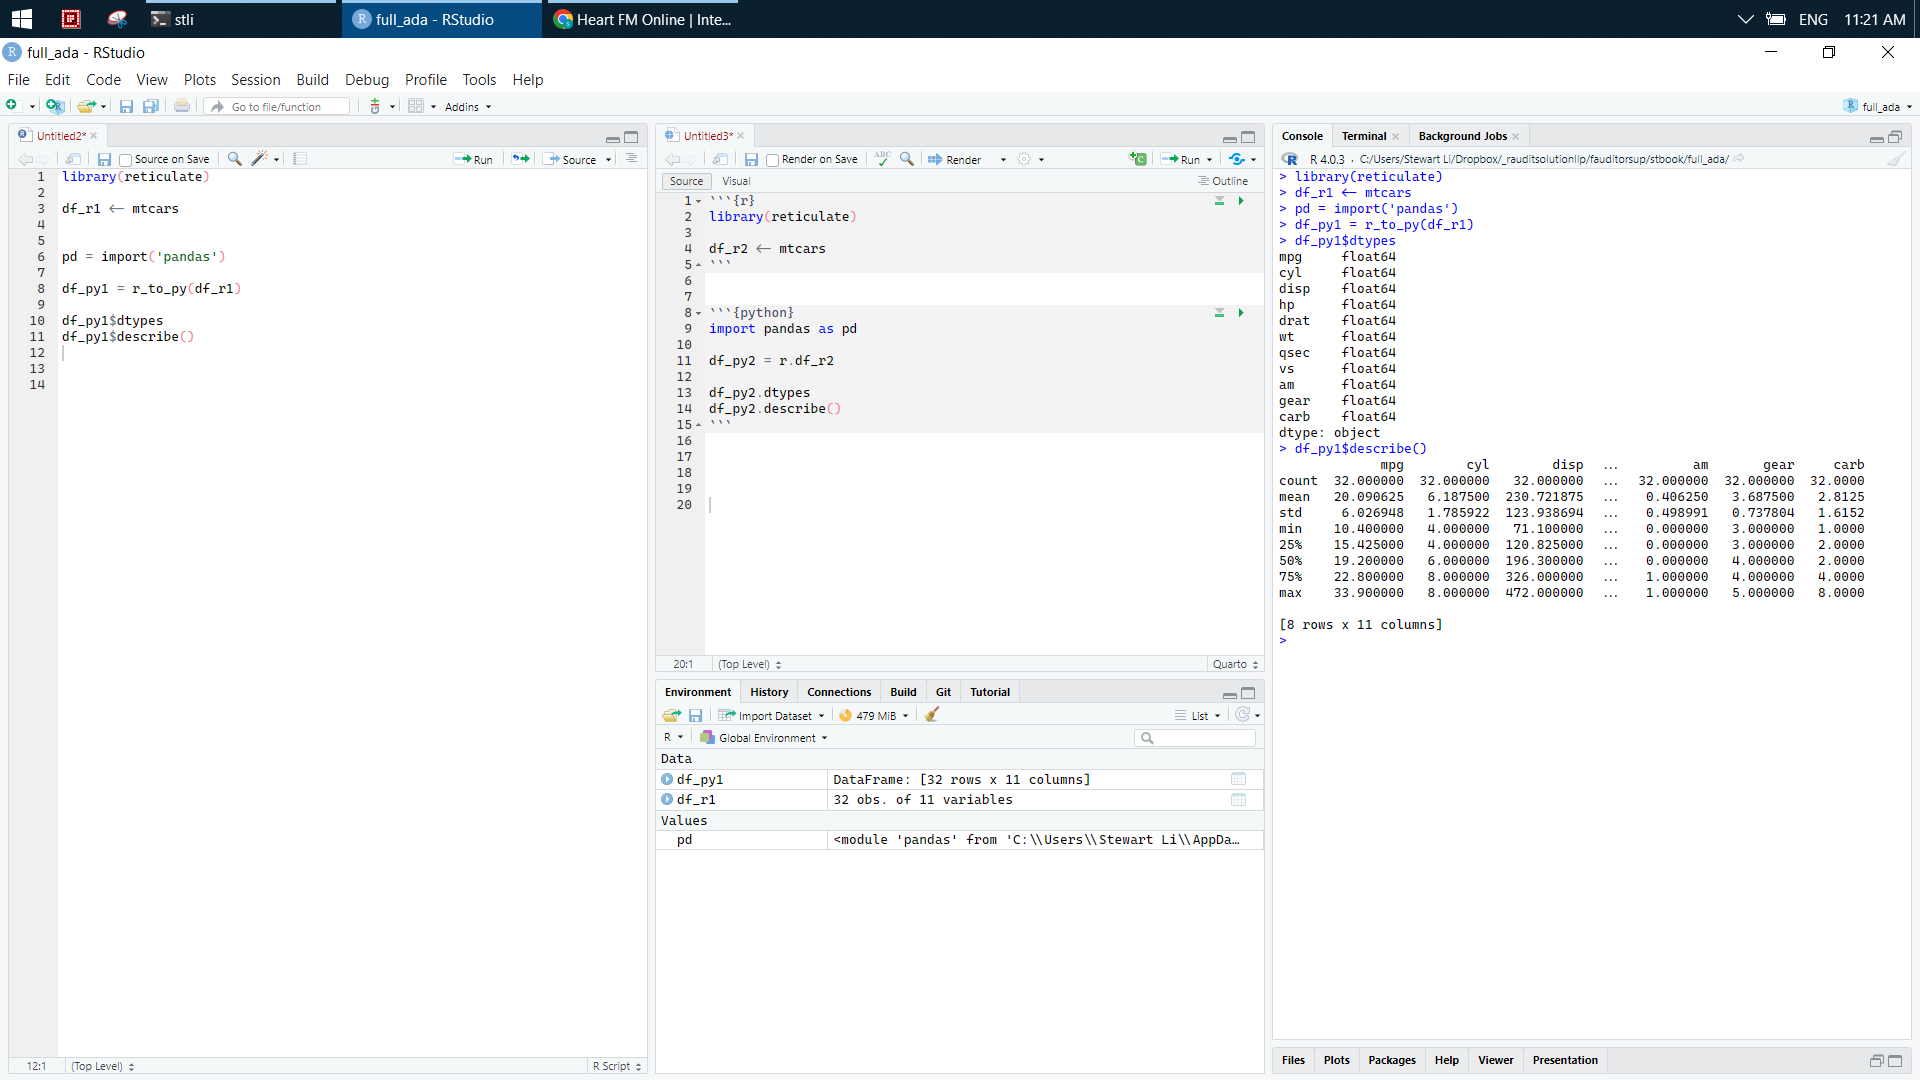 stli
full_ada - RStudio
Heart FM Online | Inte...
ENG
11:21 AM
full_ada - RStudio
File Edit Code View Plots Session Build Debug Profile Tools Help
Go to file/function
Addins
full_ada
Untitled2*
Source on Save
Run
Source
1 library(reticulate)
2
3 df_r1 <- mtcars
4
5
6 pd = import('pandas')
7
8 df_py1 = r_to_py(df_r1)
9
10 df_py1$dtypes
11 df_py1$describe()
12
13
14
12:1 (Top Level)
R Script
Untitled3*
Render on Save
ABC
Render
Run
Source Visual
Outline
1 ```{r}
2 library(reticulate)
3
4 df_r2 <- mtcars
5 ```
6
7
8 ```{python}
9 import pandas as pd
10
11 df_py2 = r.df_r2
12
13 df_py2.dtypes
14 df_py2.describe()
15 ```
16
17
18
19
20
20:1 (Top Level)
Quarto
Environment History Connections Build Git Tutorial
Import Dataset
479 MiB
List
R
Global Environment
Data
df_py1 DataFrame: [32 rows x 11 columns]
df_r1 32 obs. of 11 variables
Values
pd <module 'pandas' from 'C:\\Users\\Stewart Li\\AppDa…
Console Terminal Background Jobs
R 4.0.3 · C:/Users/Stewart Li/Dropbox/_rauditsolutionllp/fauditorsup/stbook/full_ada/
> library(reticulate)
> df_r1 <- mtcars
> pd = import('pandas')
> df_py1 = r_to_py(df_r1)
> df_py1$dtypes
mpg float64
cyl float64
disp float64
hp float64
drat float64
wt float64
qsec float64
vs float64
am float64
gear float64
carb float64
dtype: object
> df_py1$describe()
mpg cyl disp ... am gear carb
count 32.000000 32.000000 32.000000 ... 32.000000 32.000000 32.0000
mean 20.090625 6.187500 230.721875 ... 0.406250 3.687500 2.8125
std 6.026948 1.785922 123.938694 ... 0.498991 0.737804 1.6152
min 10.400000 4.000000 71.100000 ... 0.000000 3.000000 1.0000
25% 15.425000 4.000000 120.825000 ... 0.000000 3.000000 2.0000
50% 19.200000 6.000000 196.300000 ... 0.000000 4.000000 2.0000
75% 22.800000 8.000000 326.000000 ... 1.000000 4.000000 4.0000
max 33.900000 8.000000 472.000000 ... 1.000000 5.000000 8.0000
[8 rows x 11 columns]
>
Files Plots Packages Help Viewer Presentation